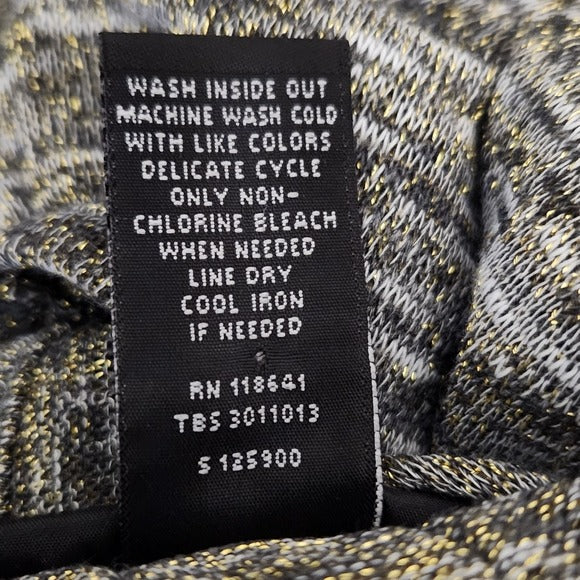 WASH INSIDE OUT
MACHINE WASH COLD
WITH LIKE COLORS
DELICATE CYCLE
ONLY NON-
CHLORINE BLEACH
WHEN NEEDED
LINE DRY
COOL IRON
IF NEEDED
RN 118641
TBS 3011013
S 125900